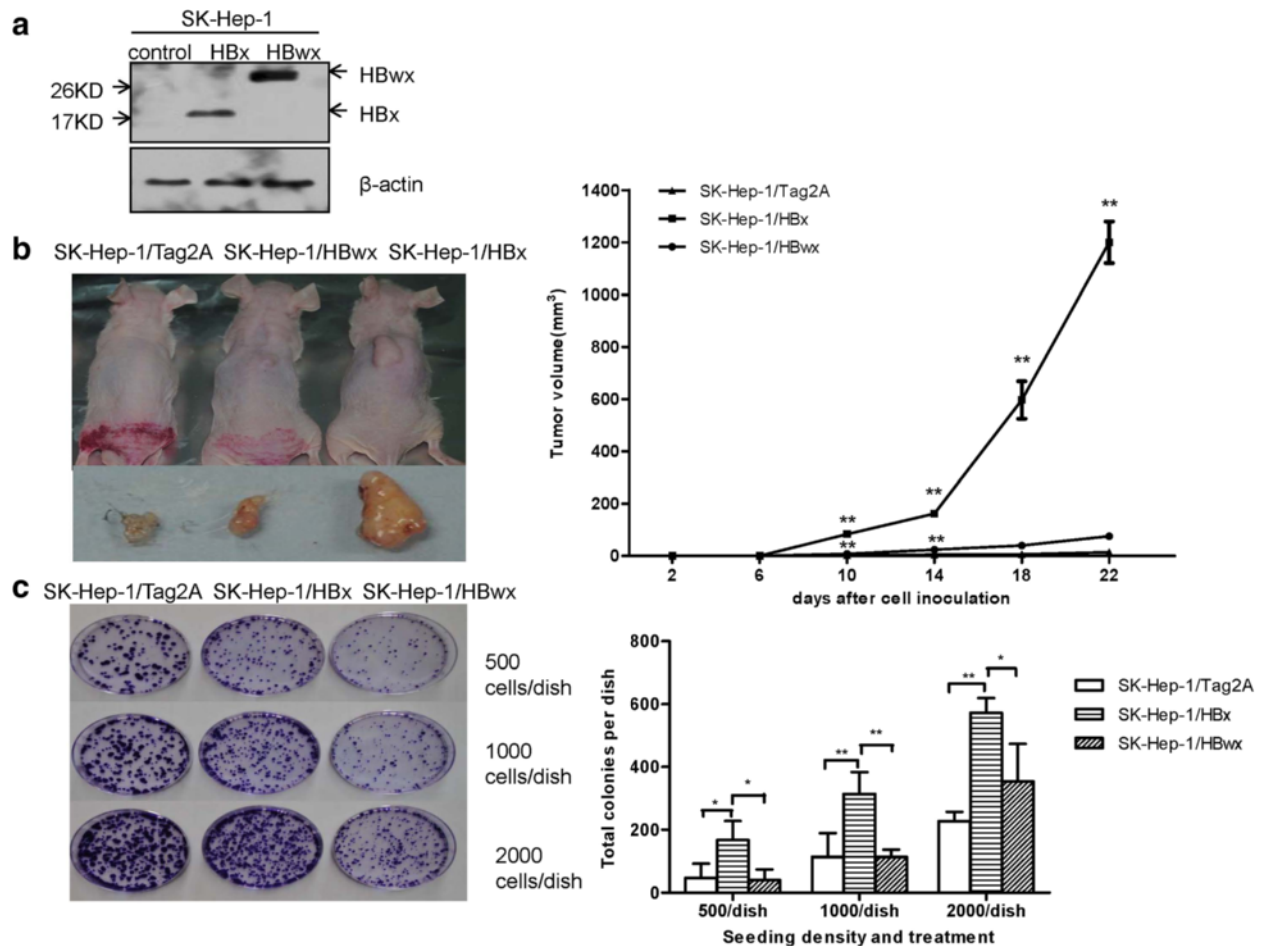 a
SK-Hep-1
control HBx HBwx
26KD
17KD
HBwx
HBx
β-actin
b
SK-Hep-1/Tag2A SK-Hep-1/HBwx SK-Hep-1/HBx
Tumor volume(mm³)
1400
1200
1000
800
600
400
200
0
SK-Hep-1/Tag2A
SK-Hep-1/HBx
SK-Hep-1/HBwx
**
**
**
**
**
**
2 6 10 14 18 22
days after cell inoculation
c
SK-Hep-1/Tag2A SK-Hep-1/HBx SK-Hep-1/HBwx
500
cells/dish
1000
cells/dish
2000
cells/dish
Total colonies per dish
800
600
400
200
0
* *
** **
** *
SK-Hep-1/Tag2A
SK-Hep-1/HBx
SK-Hep-1/HBwx
500/dish 1000/dish 2000/dish
Seeding density and treatment